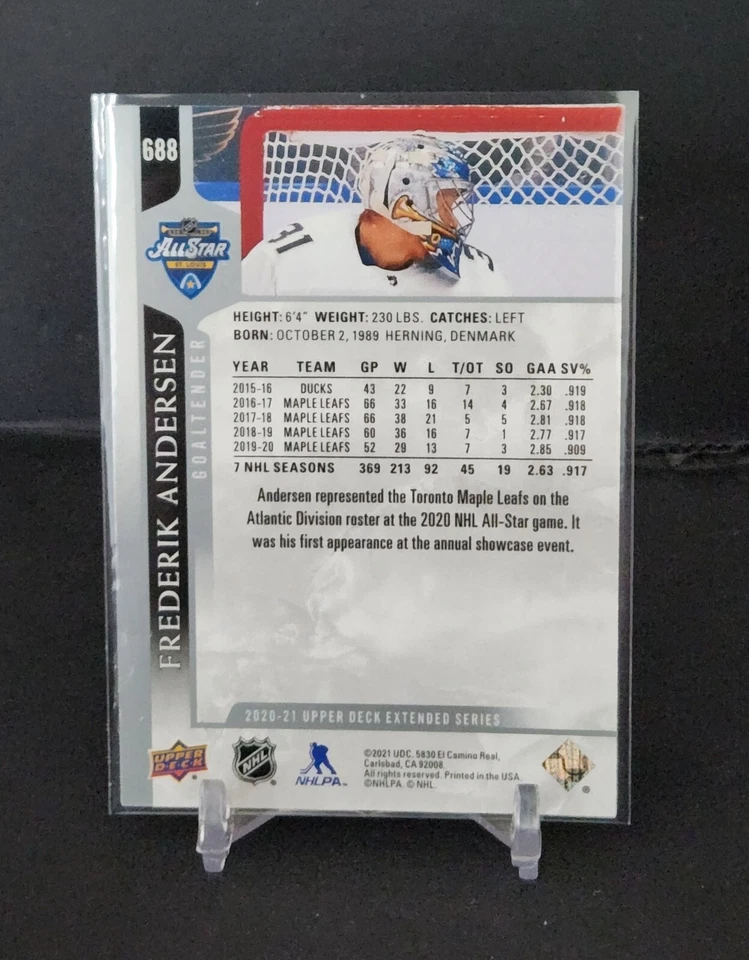 688
ALL STAR
ST. LOUIS
31
3
FREDERIK ANDERSEN
GOALTENDER
HEIGHT: 6'4" WEIGHT: 230 LBS. CATCHES: LEFT
BORN: OCTOBER 2, 1989 HERNING, DENMARK
YEAR TEAM GP W L T/OT SO GAA SV%
2015-16 DUCKS 43 22 9 7 3 2.30 .919
2016-17 MAPLE LEAFS 66 33 16 14 4 2.67 .918
2017-18 MAPLE LEAFS 66 38 21 5 5 2.81 .918
2018-19 MAPLE LEAFS 60 36 16 7 1 2.77 .917
2019-20 MAPLE LEAFS 52 29 13 7 3 2.85 .909
7 NHL SEASONS 369 213 92 45 19 2.63 .917
Andersen represented the Toronto Maple Leafs on the
Atlantic Division roster at the 2020 NHL All-Star game. It
was his first appearance at the annual showcase event.
2020-21 UPPER DECK EXTENDED SERIES
UPPER
DECK
NHL
NHLPA™
©2021 UDC. 5830 El Camino Real,
Carlsbad, CA 92008.
All rights reserved. Printed in the USA.
©NHLPA. © NHL.
®